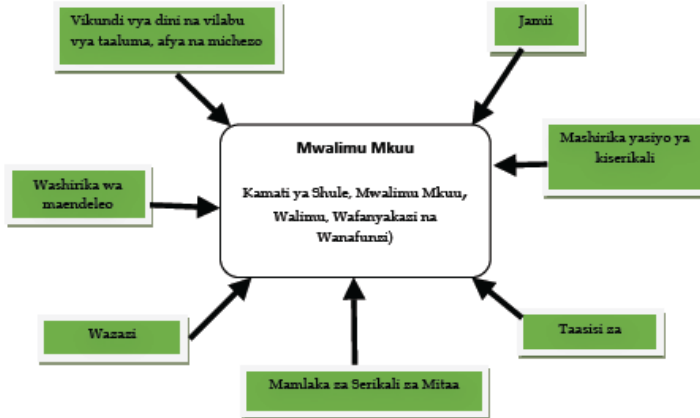 Vikundi vya dini na vilabu
vya taaluma, afya na michezo
Jamii
Mwalimu Mkuu
Kamati ya Shule, Mwalimu Mkuu,
Walimu, Wafanyakazi na
Wanafunzi)
Mashirika yasiyo ya
kiserikali
Washirika wa
maendeleo
Wazazi
Taasisi za
Mamlaka za Serikali za Mitaa